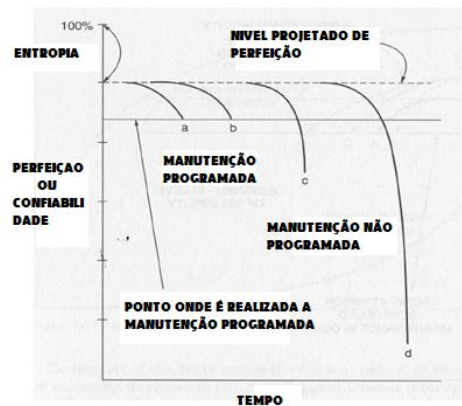 100%
NIVEL PROJETADO DE
PERFEIÇÃO
ENTROPIA
a
b
MANUTENÇÃO
PROGRAMADA
c
PERFEIÇAO
OU
CONFIABILI
DADE
MANUTENÇÃO NÃO
PROGRAMADA
PONTO ONDE É REALIZADA A
MANUTENÇÃO PROGRAMADA
d
TEMPO